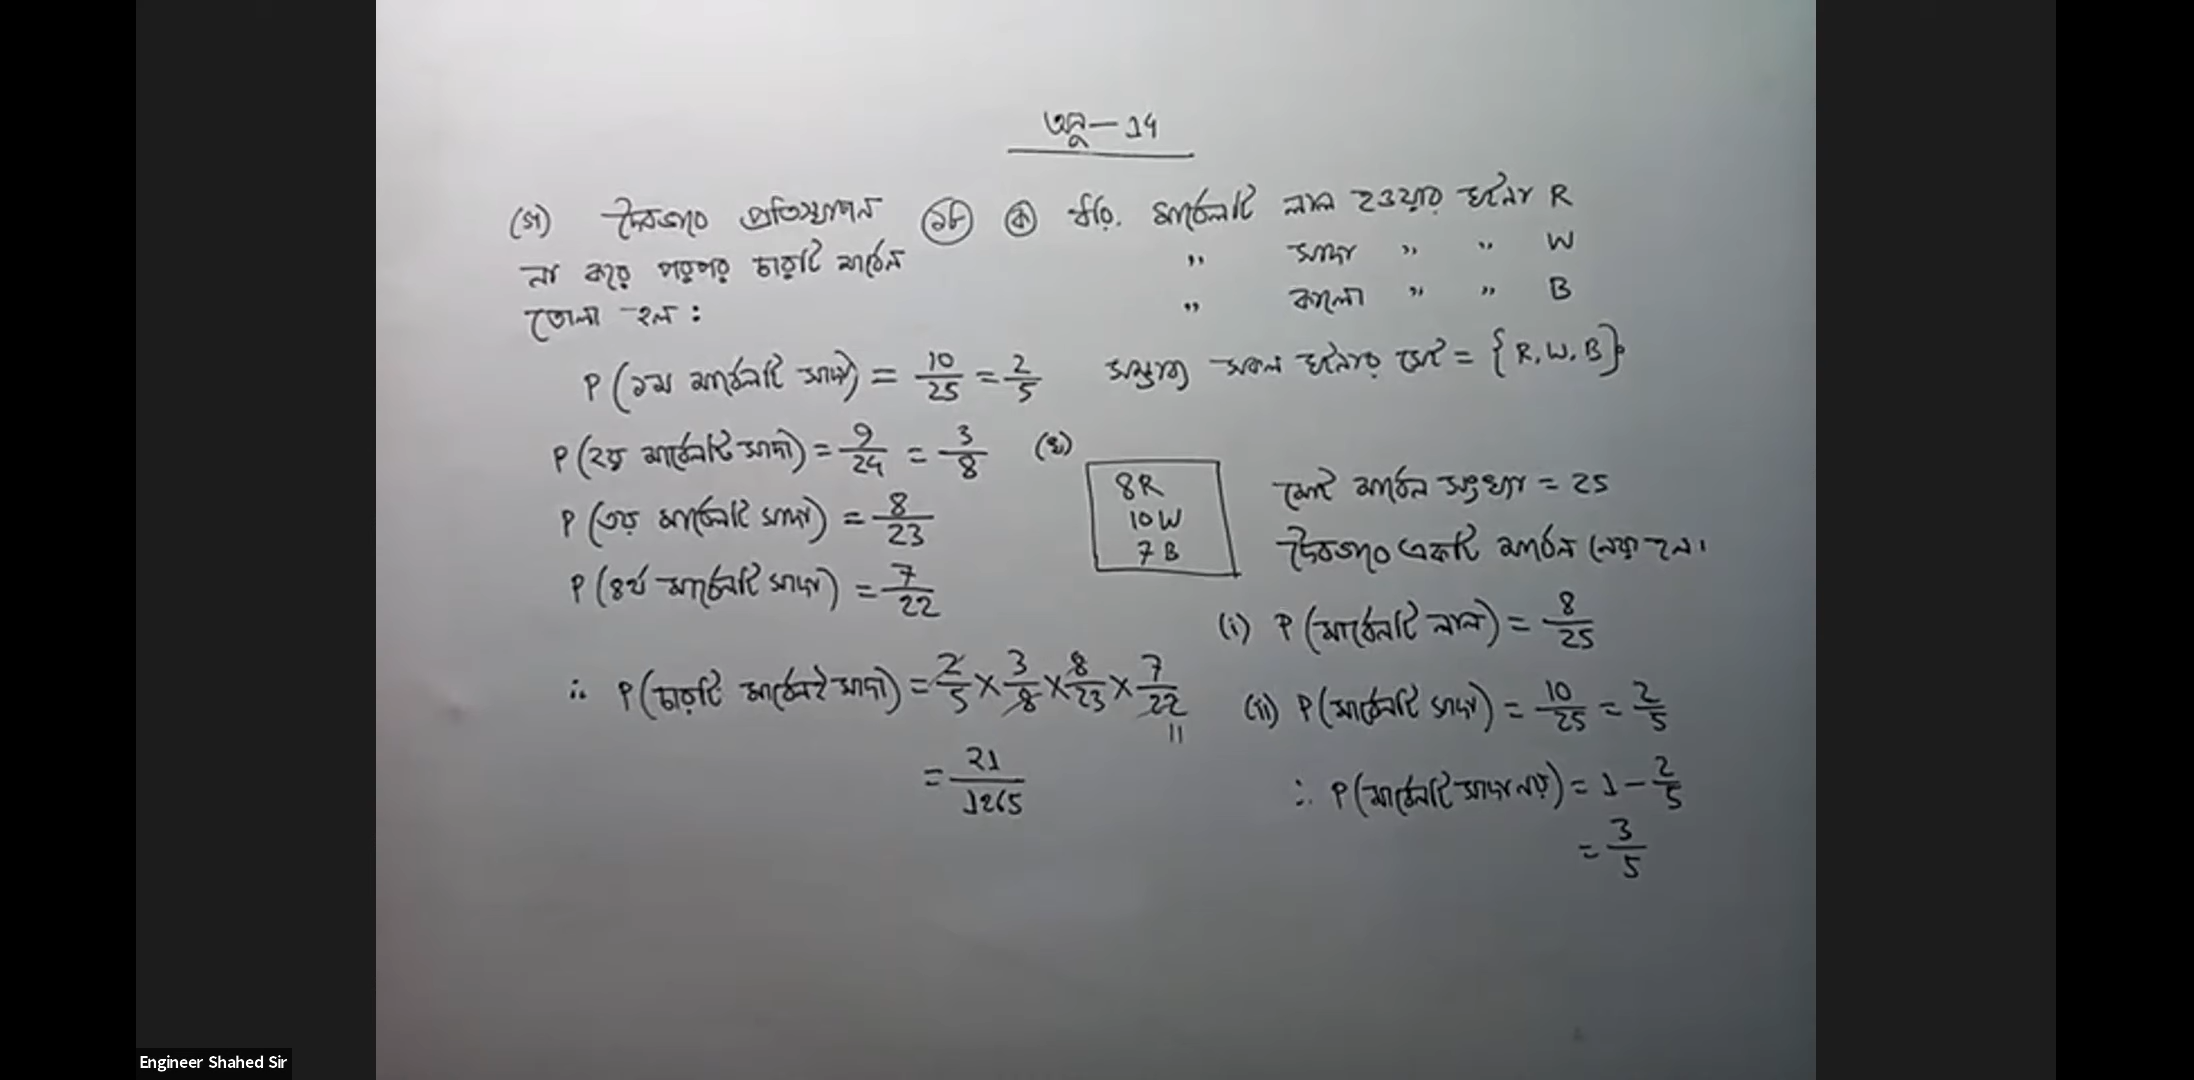 অনু — 14
১৮ ক ধরি, মার্বেলটি লাল হওয়ার ঘটনা R
” সাদা ” ” W
” কালো ” ” B
সম্ভাব্য সকল ঘটনার সেট = {R, W, B}
(খ)
8R
10W
7B
মোট মার্বেল সংখ্যা = 25
দৈবভাবে একটি মার্বেল নেয়া হল।
(i) P (মার্বেলটি লাল) = 8/25
(ii) P (মার্বেলটি সাদা) = 10/25 = 2/5
∴ P (মার্বেলটি সাদা নয়) = 1 − 2/5
= 3/5
(গ) দৈবভাবে প্রতিস্থাপন
না করে পরপর চারটি মার্বেল
তোলা হল :
P (১ম মার্বেলটি সাদা) = 10/25 = 2/5
P (২য় মার্বেলটি সাদা) = 9/24 = 3/8
P (৩য় মার্বেলটি সাদা) = 8/23
P (৪র্থ মার্বেলটি সাদা) = 7/22
∴ P (চারটি মার্বেলই সাদা) = 2/5 × 3/8 × 8/23 × 7/22
11
= 21/1265
Engineer Shahed Sir